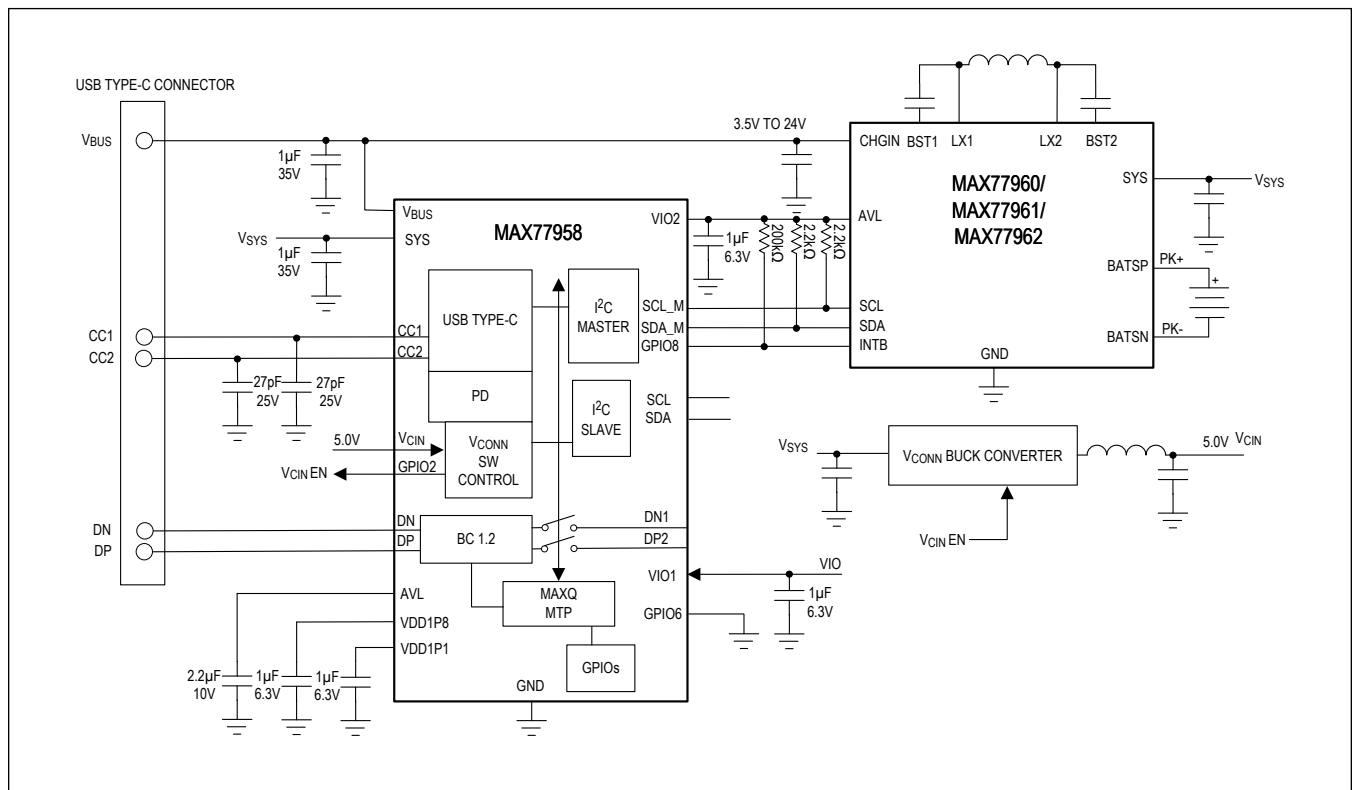 USB TYPE-C CONNECTOR
VBUS
CC1
CC2
DN
DP
1µF
35V
VSYS
1µF
35V
27pF
25V
27pF
25V
5.0V
VCIN EN
2.2µF
10V
1µF
6.3V
1µF
6.3V
MAX77958
VBUS
SYS
CC1
CC2
VCIN
GPIO2
DN
DP
AVL
VDD1P8
VDD1P1
USB TYPE-C
PD
VCONN
SW
CONTROL
I2C
MASTER
I2C
SLAVE
BC 1.2
MAXQ
MTP
GPIOs
GND
VIO2
SCL_M
SDA_M
GPIO8
SCL
SDA
DN1
DP2
VIO1
GPIO6
3.5V TO 24V
1µF
6.3V
200kΩ
2.2kΩ
2.2kΩ
VIO
1µF
6.3V
CHGIN
BST1
LX1
LX2
BST2
MAX77960/
MAX77961/
MAX77962
AVL
SCL
SDA
INTB
GND
SYS
BATSP
BATSN
VSYS
PK+
+
PK-
VSYS
VCONN BUCK CONVERTER
5.0V
VCIN
VCIN EN